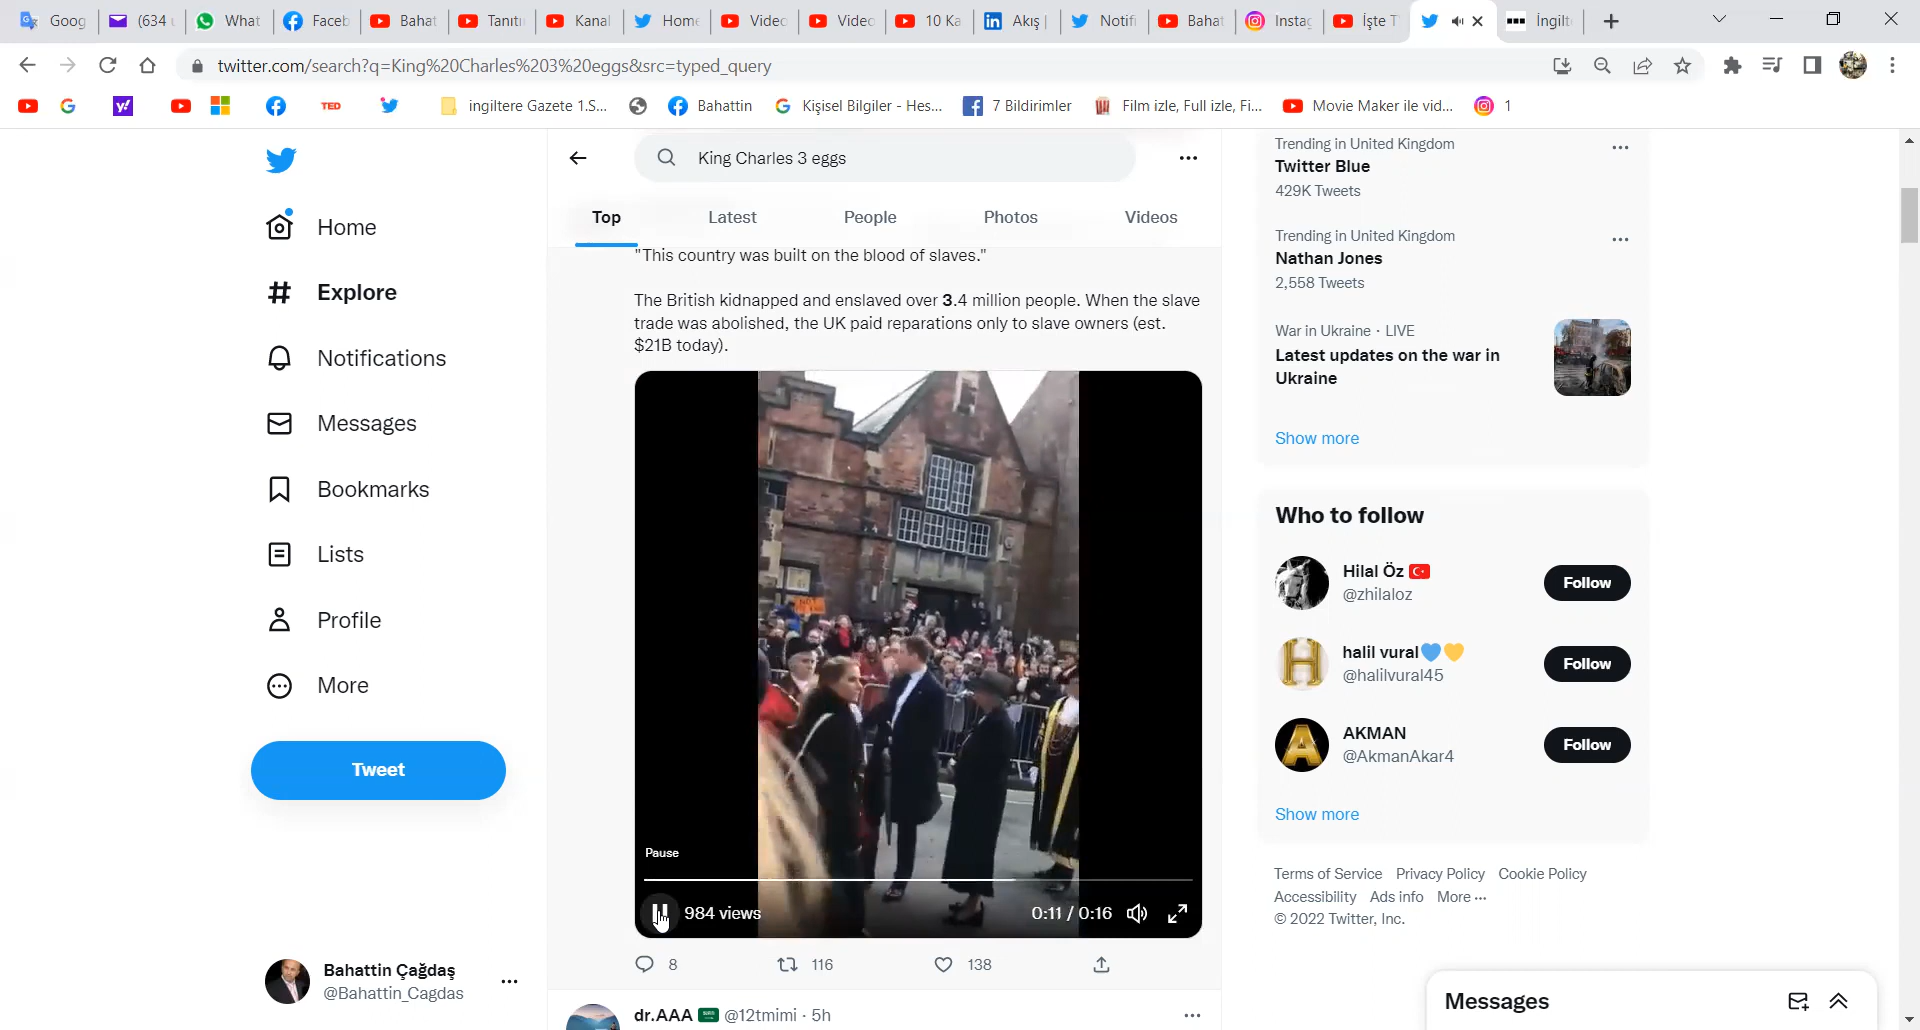 Goog
(634
What
Faceb
Bahat
Tanıtı
Kanal
Home
Video
Video
10 Ka
Akış |
Notifi
Bahat
Instag
İşte T
İngilt
twitter.com/search?q=King%20Charles%203%20eggs&src=typed_query
TED
ingiltere Gazete 1.S...
Bahattin
Kişisel Bilgiler - Hes...
7 Bildirimler
Film izle, Full izle, Fi...
Movie Maker ile vid...
1
Home
Explore
Notifications
Messages
Bookmarks
Lists
Profile
More
Tweet
Bahattin Çağdaş
@Bahattin_Cagdas
King Charles 3 eggs
Top
Latest
People
Photos
Videos
"This country was built on the blood of slaves."
The British kidnapped and enslaved over 3.4 million people. When the slave
trade was abolished, the UK paid reparations only to slave owners (est.
$21B today).
Pause
984 views
0:11 / 0:16
8
116
138
dr.AAA @12tmimi · 5h
Trending in United Kingdom
Twitter Blue
429K Tweets
Trending in United Kingdom
Nathan Jones
2,558 Tweets
War in Ukraine · LIVE
Latest updates on the war in
Ukraine
Show more
Who to follow
Hilal Öz
@zhilaloz
Follow
halil vural
@halilvural45
Follow
AKMAN
@AkmanAkar4
Follow
Show more
Terms of Service Privacy Policy Cookie Policy
Accessibility Ads info More ···
© 2022 Twitter, Inc.
Messages